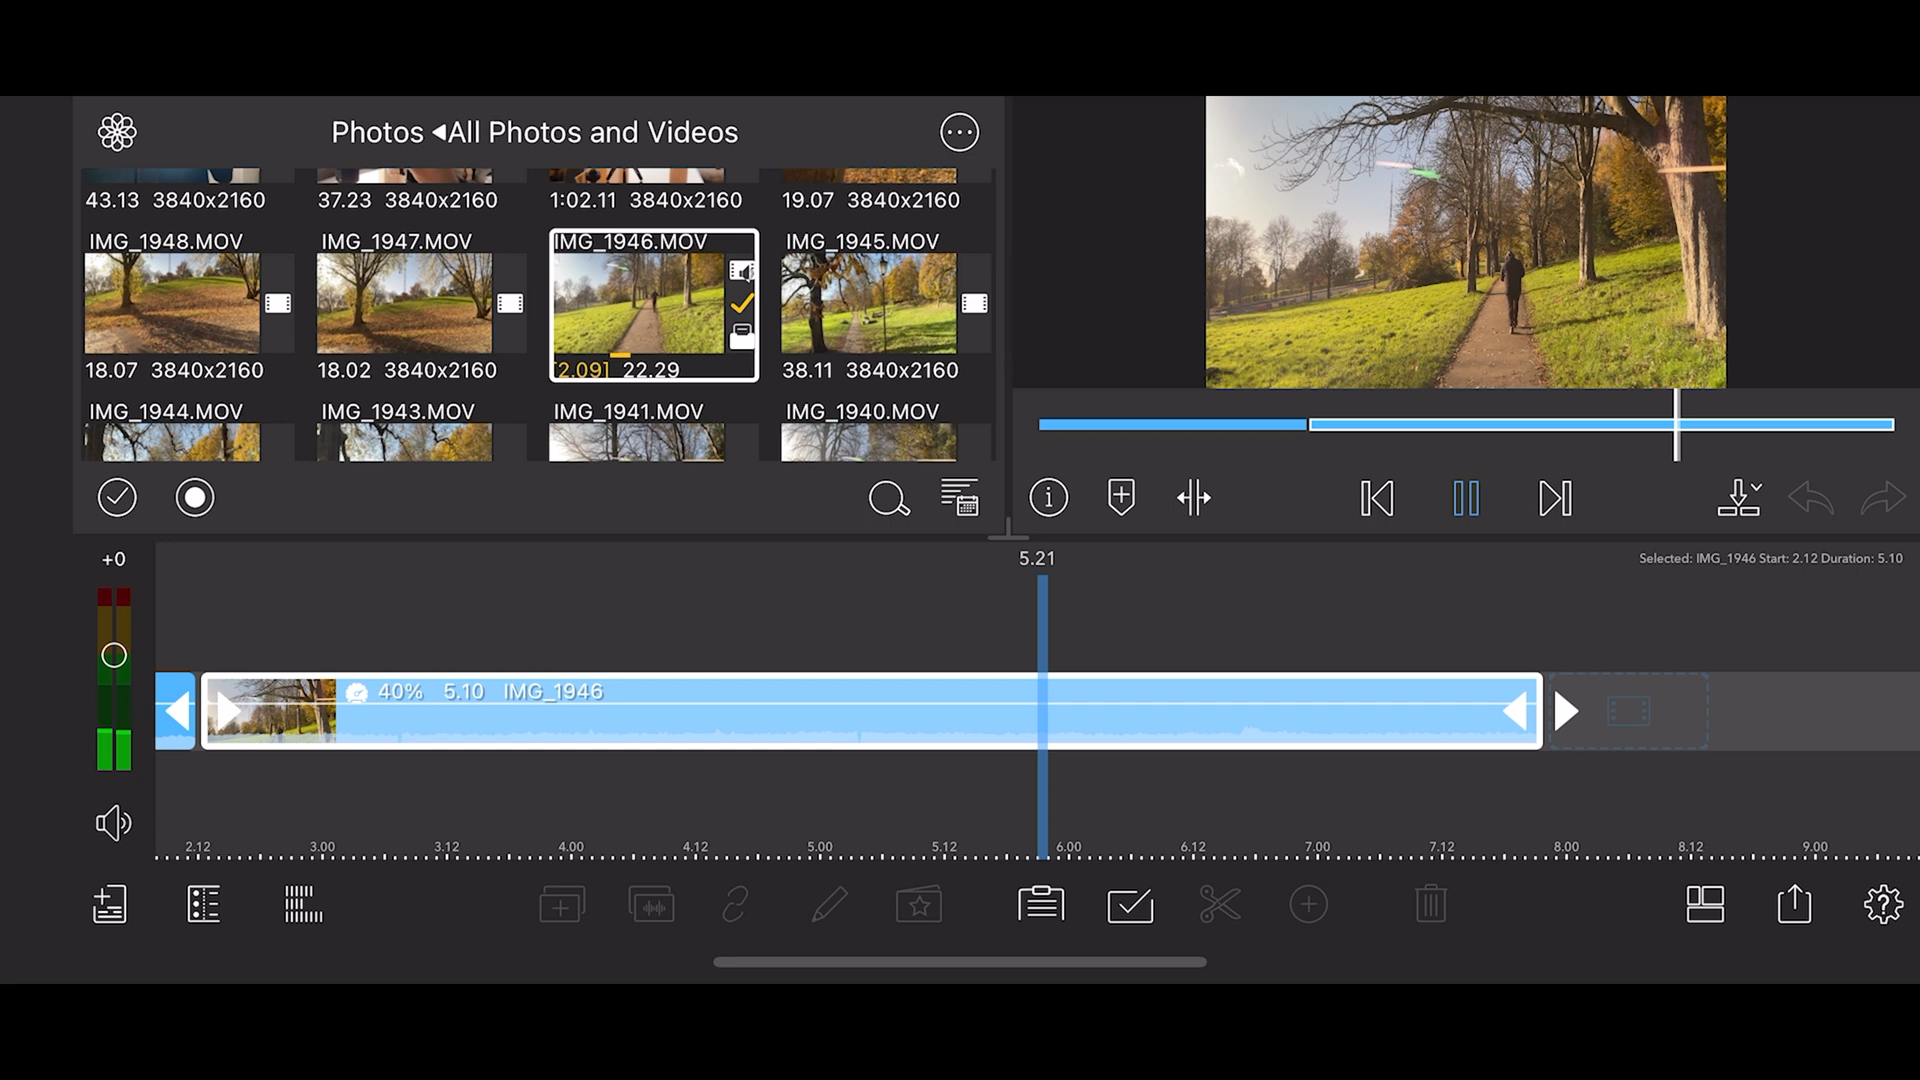 Photos ◀All Photos and Videos
43.13 3840x2160
37.23 3840x2160
1:02.11 3840x2160
19.07 3840x2160
IMG_1948.MOV
IMG_1947.MOV
IMG_1946.MOV
IMG_1945.MOV
18.07 3840x2160
18.02 3840x2160
[2.09] 22.29
38.11 3840x2160
IMG_1944.MOV
IMG_1943.MOV
IMG_1941.MOV
IMG_1940.MOV
+0
5.21
Selected: IMG_1946 Start: 2.12 Duration: 5.10
40% 5.10 IMG_1946
2.12 3.00 3.12 4.00 4.12 5.00 5.12 6.00 6.12 7.00 7.12 8.00 8.12 9.00